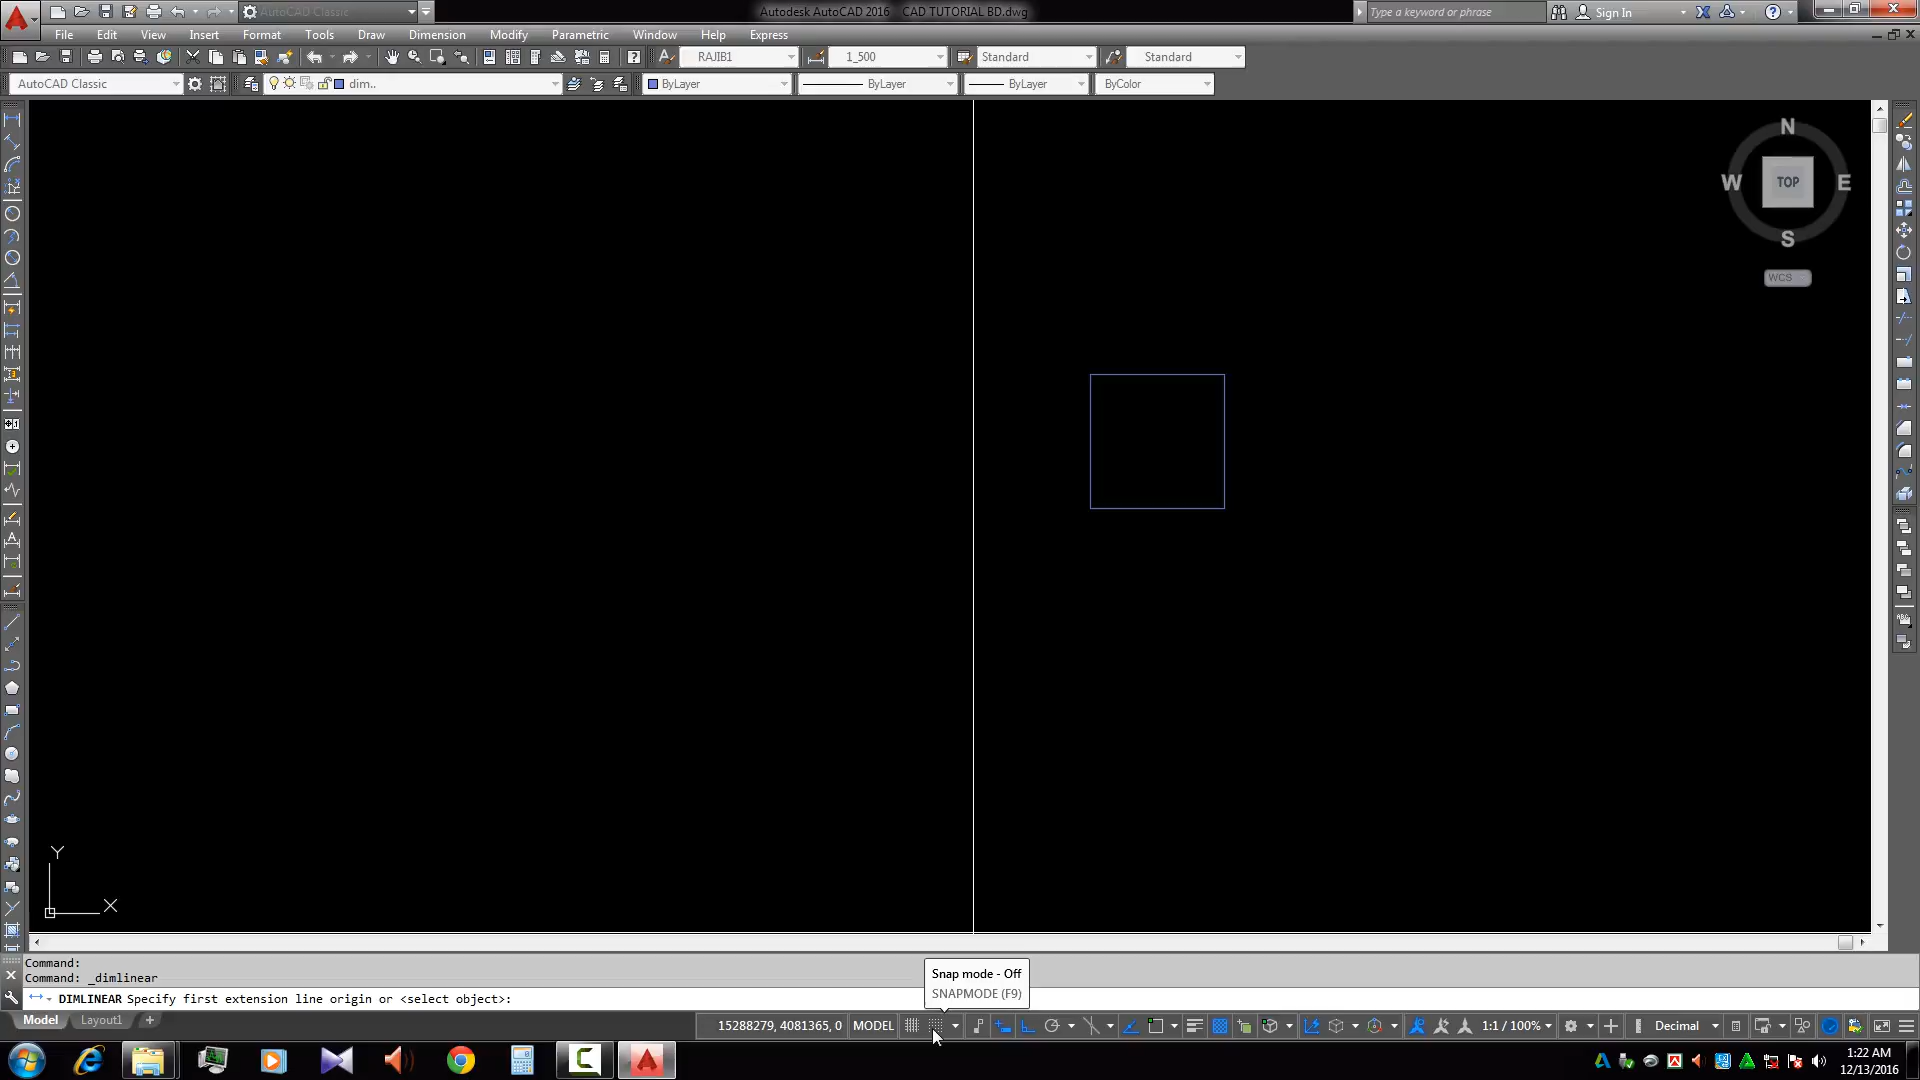 AutoCAD Classic
Autodesk AutoCAD 2016 CAD TUTORIAL BD.dwg
Type a keyword or phrase
Sign In
File Edit View Insert Format Tools Draw Dimension Modify Parametric Window Help Express
RAJIB1 1_500 Standard Standard
AutoCAD Classic dim.. ByLayer ByLayer ByLayer ByColor
N
W TOP E
S
WCS
Y
X
Command:
Command: _dimlinear
DIMLINEAR Specify first extension line origin or <select object>:
Snap mode - Off
SNAPMODE (F9)
Model Layout1 +
15288279, 4081365, 0 MODEL 1:1 / 100% Decimal
1:22 AM
12/13/2016